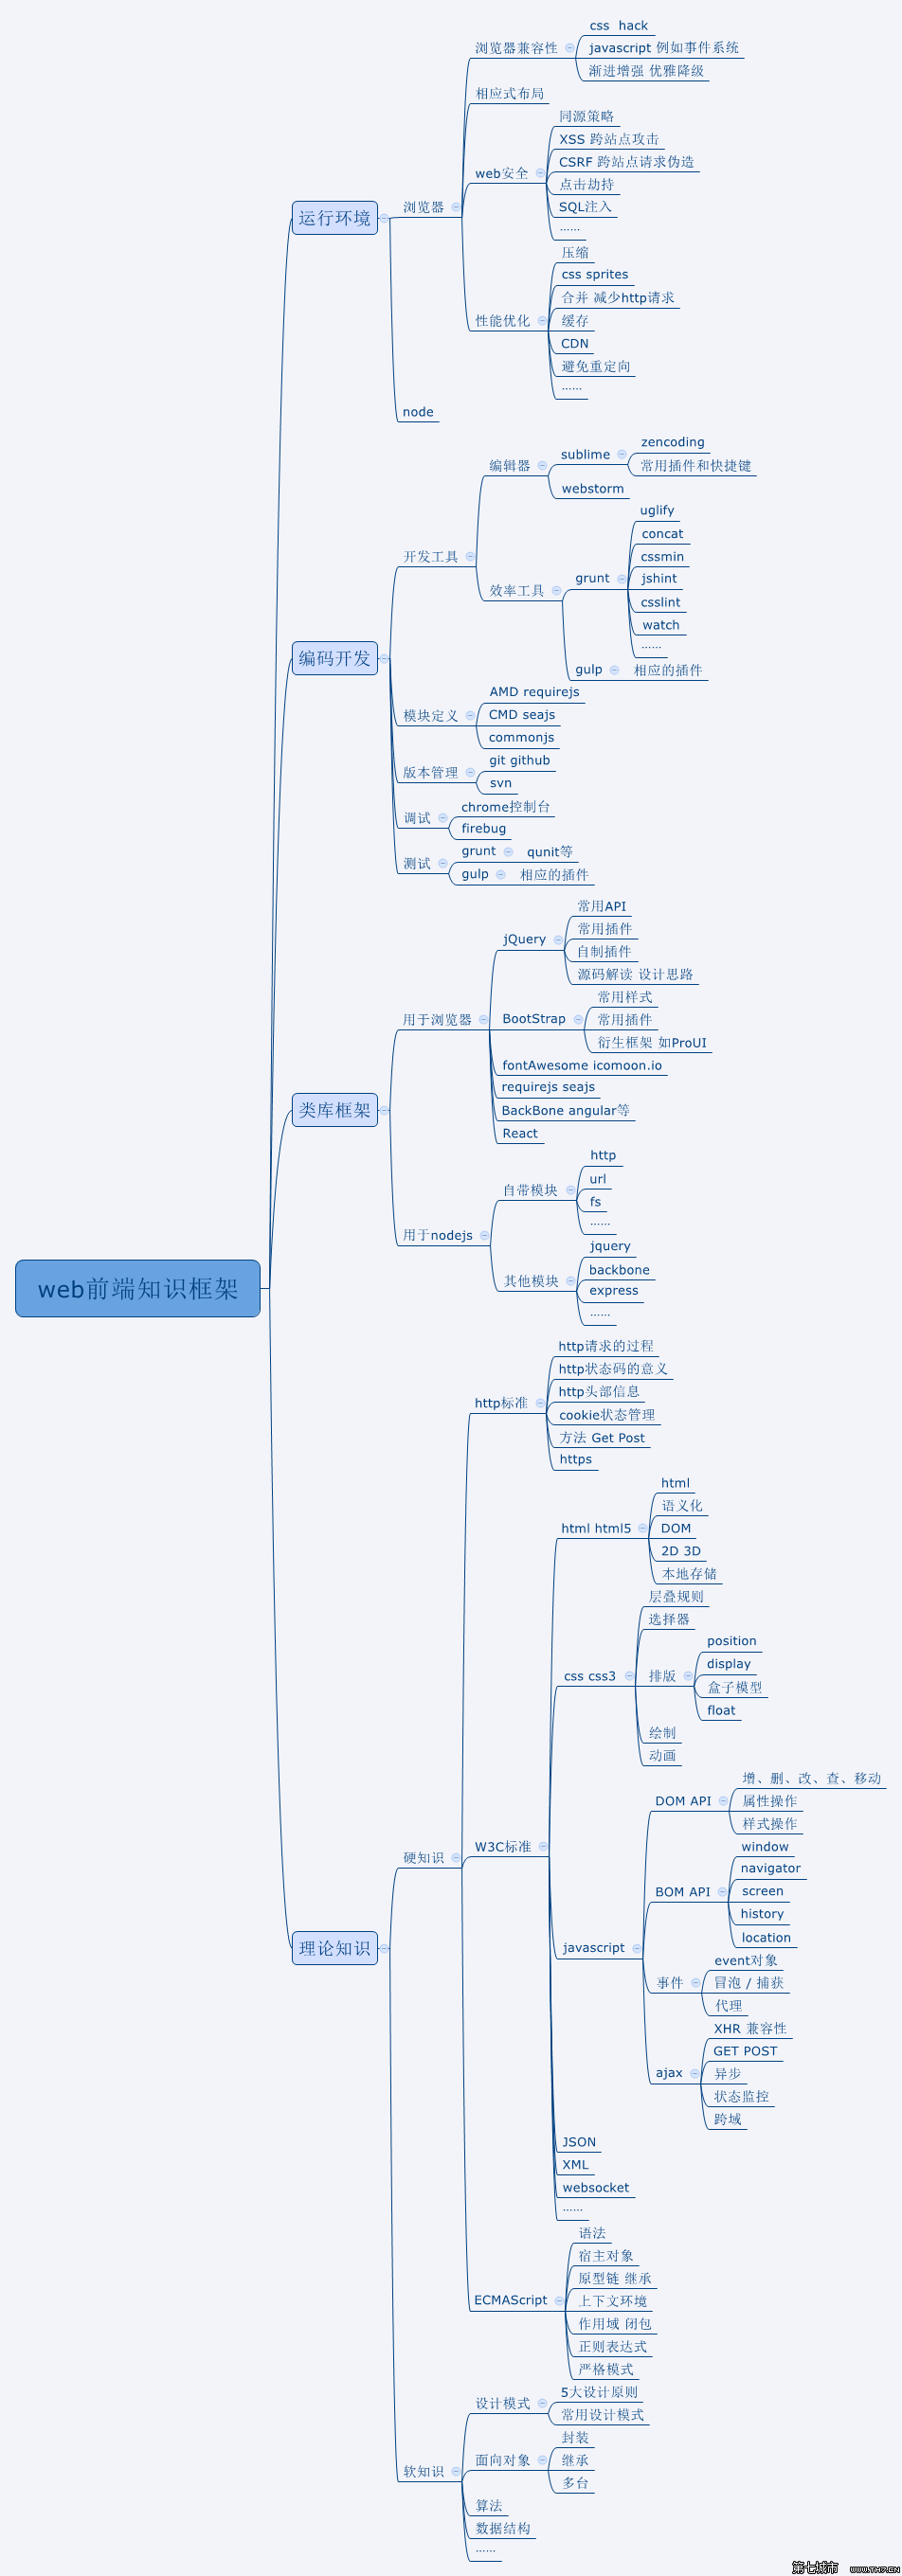 css hack
浏览器兼容性
javascript 例如事件系统
渐进增强 优雅降级
相应式布局
同源策略
XSS 跨站点攻击
CSRF 跨站点请求伪造
web安全
点击劫持
SQL注入
......
浏览器
运行环境
压缩
css sprites
合并 减少http请求
性能优化
缓存
CDN
避免重定向
......
node
zencoding
sublime
编辑器
常用插件和快捷键
webstorm
uglify
concat
开发工具
cssmin
grunt
jshint
效率工具
csslint
watch
......
编码开发
gulp
相应的插件
AMD requirejs
模块定义
CMD seajs
commonjs
git github
版本管理
svn
chrome控制台
调试
firebug
grunt
qunit等
测试
gulp
相应的插件
常用API
常用插件
jQuery
自制插件
源码解读 设计思路
常用样式
用于浏览器
BootStrap
常用插件
衍生框架 如ProUI
fontAwesome icomoon.io
requirejs seajs
类库框架
BackBone angular等
React
http
url
自带模块
fs
......
用于nodejs
jquery
backbone
其他模块
express
......
web前端知识框架
http请求的过程
http状态码的意义
http头部信息
http标准
cookie状态管理
方法 Get Post
https
html
语义化
html html5
DOM
2D 3D
本地存储
层叠规则
选择器
position
display
css css3
排版
盒子模型
float
绘制
动画
增、删、改、查、移动
DOM API
属性操作
样式操作
W3C标准
硬知识
window
navigator
BOM API
screen
history
location
理论知识
javascript
event对象
事件
冒泡 / 捕获
代理
XHR 兼容性
GET POST
ajax
异步
状态监控
跨域
JSON
XML
websocket
......
语法
宿主对象
原型链 继承
ECMAScript
上下文环境
作用域 闭包
正则表达式
严格模式
5大设计原则
设计模式
常用设计模式
封装
面向对象
继承
软知识
多台
算法
数据结构
......
第七城市 WWW.TH7.CN